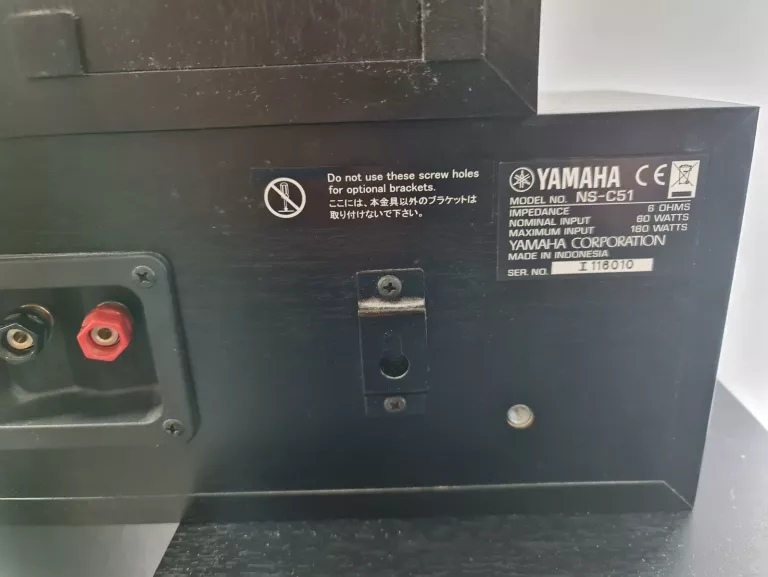 Do not use these screw holes
for optional brackets.
ここには、本金具以外のブラケットは
取り付けないで下さい。
YAMAHA CE
MODEL NO. NS-C51
IMPEDANCE 6 OHMS
NOMINAL INPUT 60 WATTS
MAXIMUM INPUT 180 WATTS
YAMAHA CORPORATION
MADE IN INDONESIA
SER. NO. I 118010